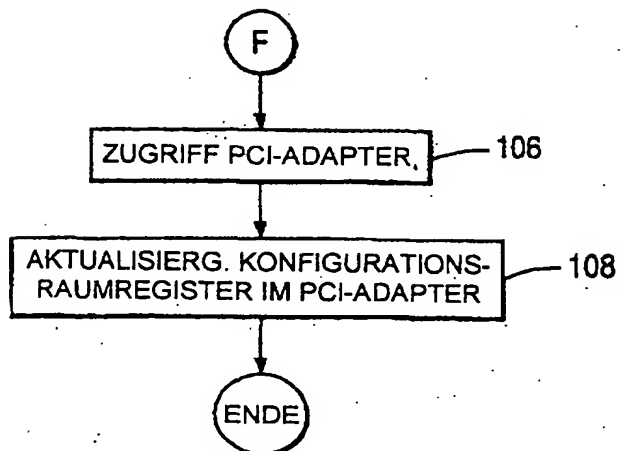 F
ZUGRIFF PCI-ADAPTER
106
AKTUALISIERG. KONFIGURATIONS-
RAUMREGISTER IM PCI-ADAPTER
108
ENDE